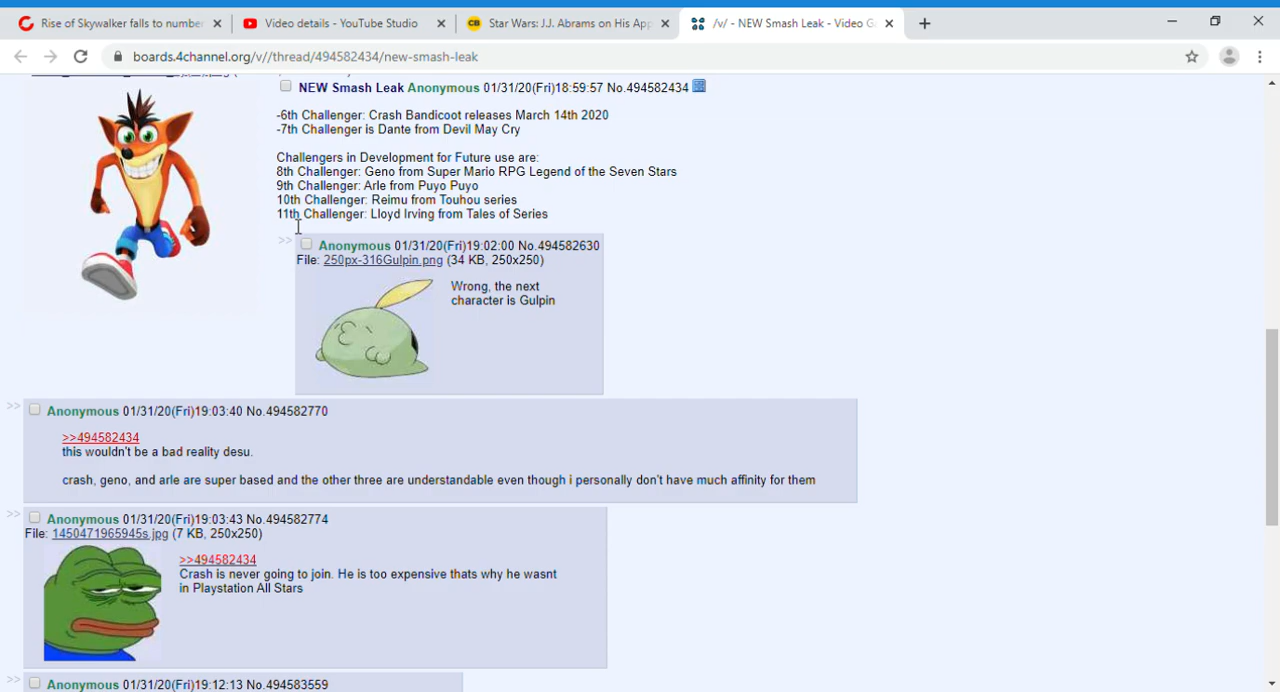 Rise of Skywalker falls to number
Video details - YouTube Studio
Star Wars: J.J. Abrams on His App
/v/ - NEW Smash Leak - Video G
boards.4channel.org/v//thread/494582434/new-smash-leak
NEW Smash Leak Anonymous 01/31/20(Fri)18:59:57 No.494582434
-6th Challenger: Crash Bandicoot releases March 14th 2020
-7th Challenger is Dante from Devil May Cry
Challengers in Development for Future use are:
8th Challenger: Geno from Super Mario RPG Legend of the Seven Stars
9th Challenger: Arle from Puyo Puyo
10th Challenger: Reimu from Touhou series
11th Challenger: Lloyd Irving from Tales of Series
>> Anonymous 01/31/20(Fri)19:02:00 No.494582630
File: 250px-316Gulpin.png (34 KB, 250x250)
Wrong, the next
character is Gulpin
>> Anonymous 01/31/20(Fri)19:03:40 No.494582770
>>494582434
this wouldn't be a bad reality desu.
crash, geno, and arle are super based and the other three are understandable even though i personally don't have much affinity for them
>> Anonymous 01/31/20(Fri)19:03:43 No.494582774
File: 1450471965945s.jpg (7 KB, 250x250)
>>494582434
Crash is never going to join. He is too expensive thats why he wasnt
in Playstation All Stars
>> Anonymous 01/31/20(Fri)19:12:13 No.494583559